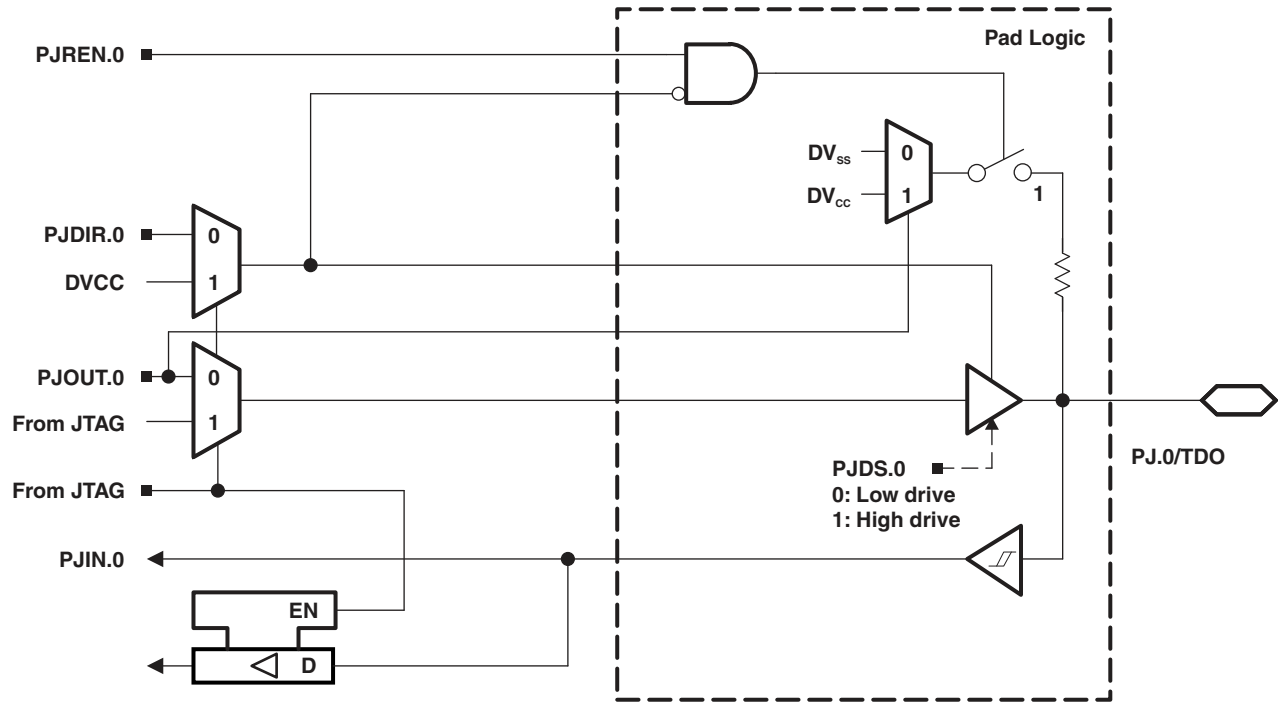 Pad Logic
PJREN.0
DVss
0
DVcc
1
1
PJDIR.0
0
DVCC
1
PJOUT.0
0
From JTAG
1
PJDS.0
0: Low drive
1: High drive
PJ.0/TDO
From JTAG
PJIN.0
EN
D